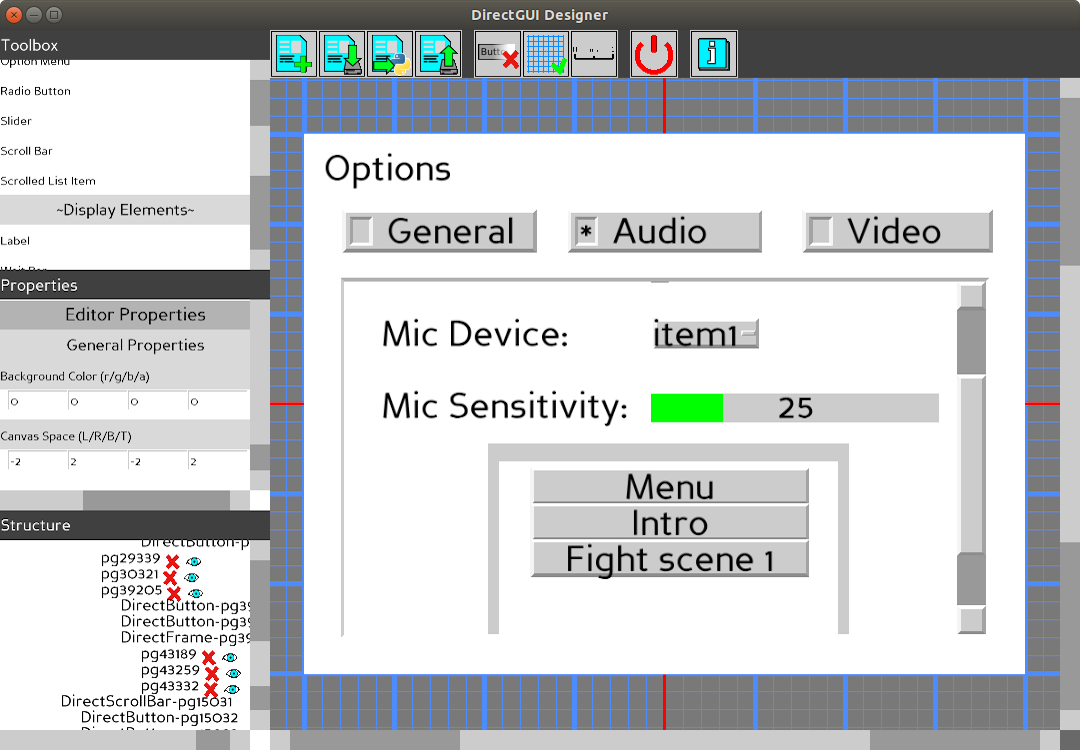 DirectGUI Designer
Toolbox
Option Menu
Radio Button
Slider
Scroll Bar
Scrolled List Item
~Display Elements~
Label
Properties
Editor Properties
General Properties
Background Color (r/g/b/a)
0 0 0 0
Canvas Space (L/R/B/T)
-2 2 -2 2
Structure
DirectButton-p
pg29339
pg30321
pg39205
DirectButton-pg39
DirectButton-pg39
DirectFrame-pg39
pg43189
pg43259
pg43332
DirectScrollBar-pg15031
DirectButton-pg15032
Options
General * Audio Video
Mic Device: item1
Mic Sensitivity: 25
Menu
Intro
Fight scene 1